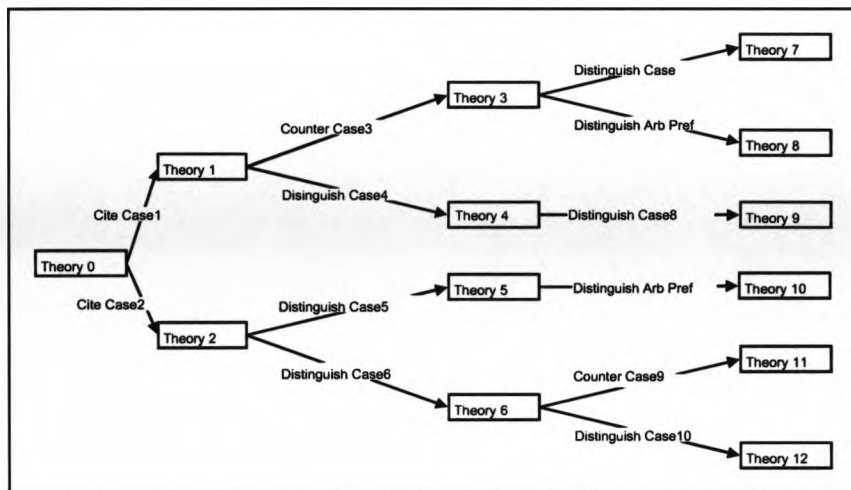 Theory 7
Distinguish Case
Theory 3
Counter Case3
Distinguish Arb Pref
Theory 8
Theory 1
Disinguish Case4
Cite Case1
Theory 4
Distinguish Case8
Theory 9
Theory 0
Theory 5
Distinguish Arb Pref
Theory 10
Cite Case2
Distinguish Case5
Theory 2
Theory 11
Distinguish Case6
Counter Case9
Theory 6
Distinguish Case10
Theory 12